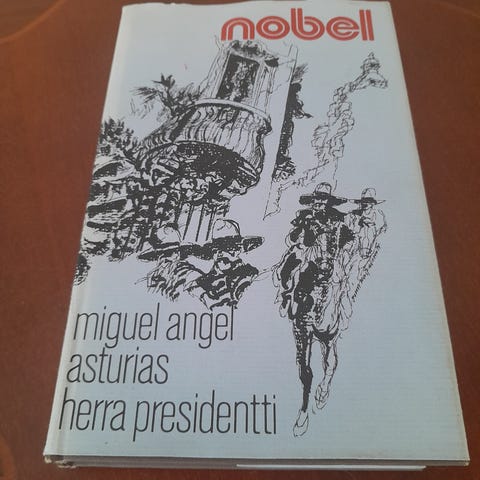 nobel
miguel angel
asturias
herra presidentti